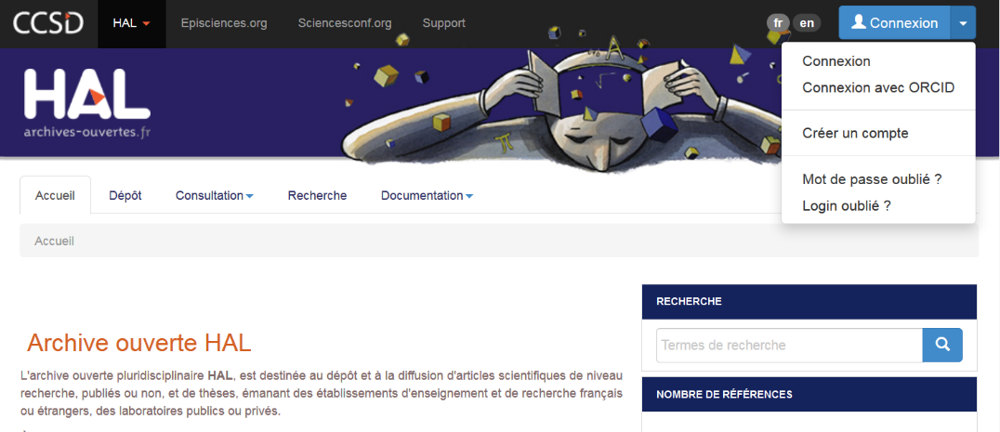 CCSD
HAL
Episciences.org
Sciencesconf.org
Support
fr
en
Connexion
Connexion
Connexion avec ORCID
Créer un compte
Mot de passe oublié ?
Login oublié ?
HAL
archives-ouvertes.fr
A
π
√
Accueil
Dépôt
Consultation
Recherche
Documentation
Accueil
RECHERCHE
Termes de recherche
Archive ouverte HAL
L'archive ouverte pluridisciplinaire HAL, est destinée au dépôt et à la diffusion d'articles scientifiques de niveau
recherche, publiés ou non, et de thèses, émanant des établissements d'enseignement et de recherche français
ou étrangers, des laboratoires publics ou privés.
NOMBRE DE RÉFÉRENCES